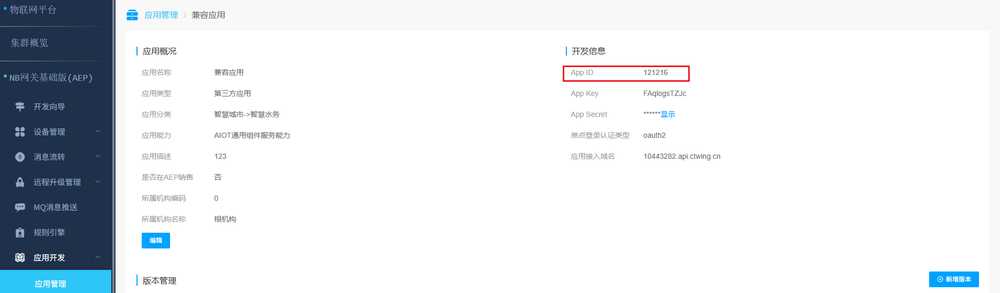 物联网平台
集群概览
NB网关基础版(AEP)
开发向导
设备管理
消息流转
远程升级管理
MQ消息推送
规则引擎
应用开发
应用管理
应用管理 > 兼容应用
应用概况
应用名称 兼容应用
应用类型 第三方应用
应用分类 智慧城市->智慧水务
应用能力 AIOT通用组件服务能力
应用描述 123
是否在AEP销售 否
所属机构编码 0
所属机构名称 根机构
编辑
开发信息
App ID 121216
App Key FAqlogsTZJc
App Secret ******显示
单点登录认证类型 oauth2
应用接入域名 10443282.api.ctwing.cn
版本管理
新增版本